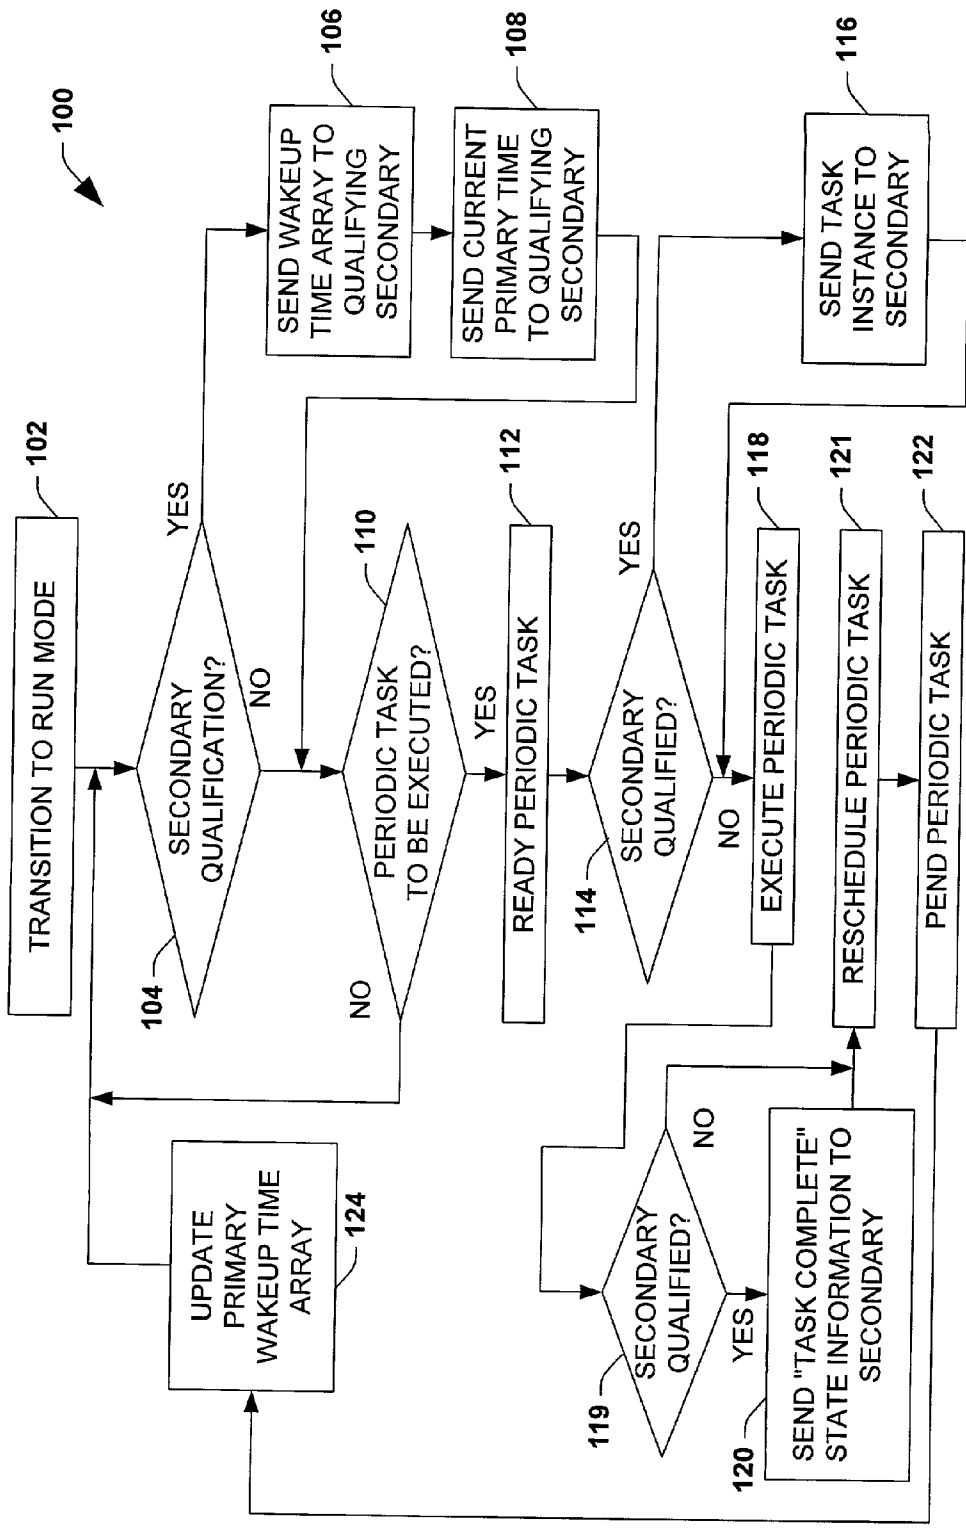 100
102
TRANSITION TO RUN MODE
104
SECONDARY
QUALIFICATION?
YES
NO
106
SEND WAKEUP
TIME ARRAY TO
QUALIFYING
SECONDARY
108
SEND CURRENT
PRIMARY TIME
TO QUALIFYING
SECONDARY
110
PERIODIC TASK
TO BE EXECUTED?
NO
YES
112
READY PERIODIC TASK
114
SECONDARY
QUALIFIED?
YES
NO
116
SEND TASK
INSTANCE TO
SECONDARY
118
EXECUTE PERIODIC TASK
119
SECONDARY
QUALIFIED?
NO
YES
120
SEND "TASK COMPLETE"
STATE INFORMATION TO
SECONDARY
121
RESCHEDULE PERIODIC TASK
122
PEND PERIODIC TASK
124
UPDATE
PRIMARY
WAKEUP TIME
ARRAY